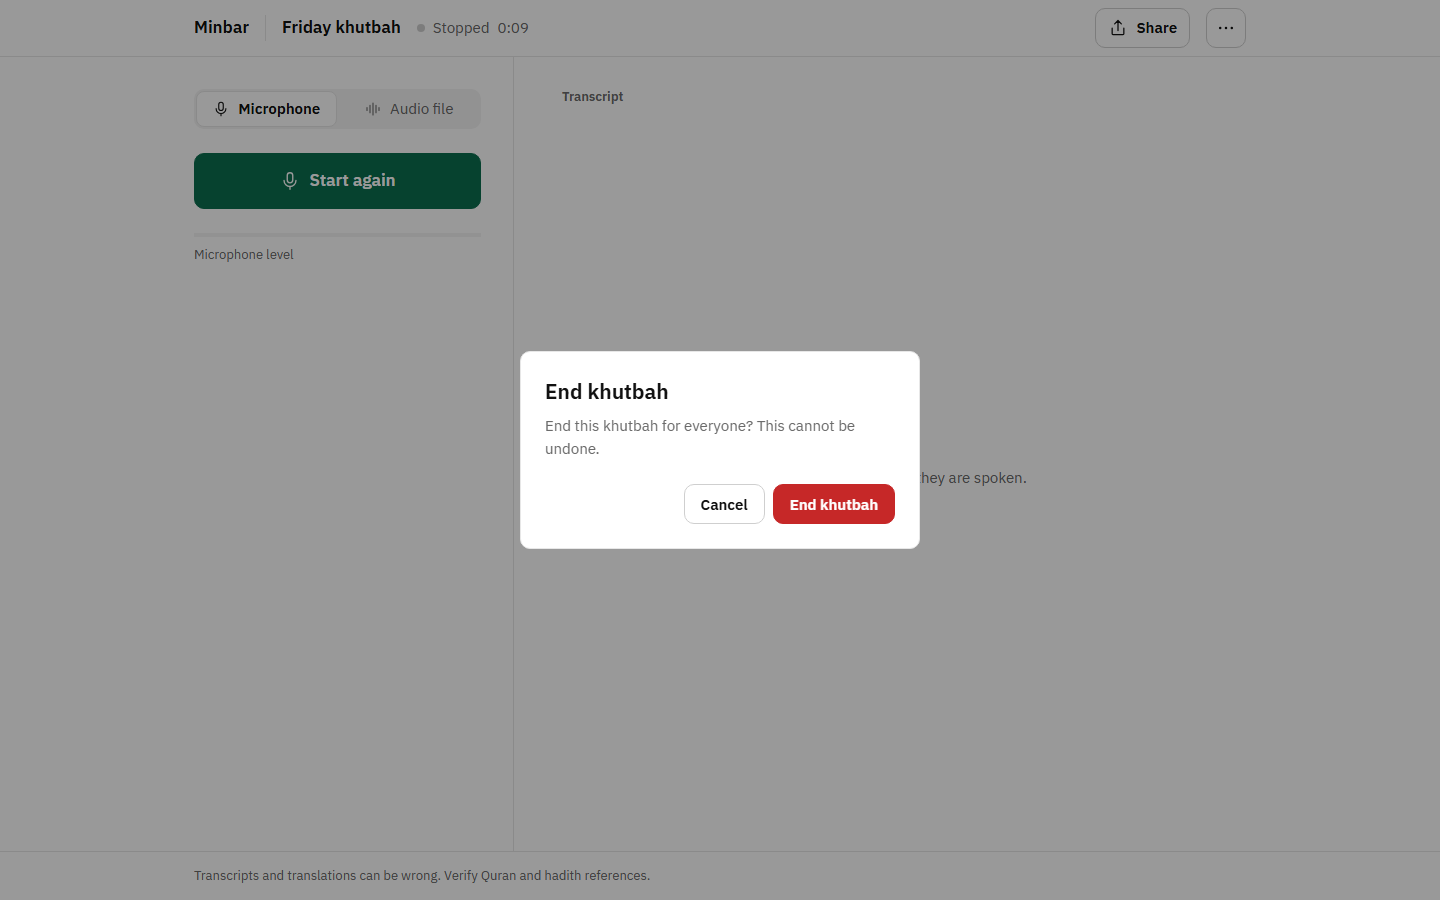 Minbar
Friday khutbah
Stopped 0:09
Share
Microphone
Audio file
Start again
Microphone level
Transcript
they are spoken.
End khutbah
End this khutbah for everyone? This cannot be
undone.
Cancel
End khutbah
Transcripts and translations can be wrong. Verify Quran and hadith references.